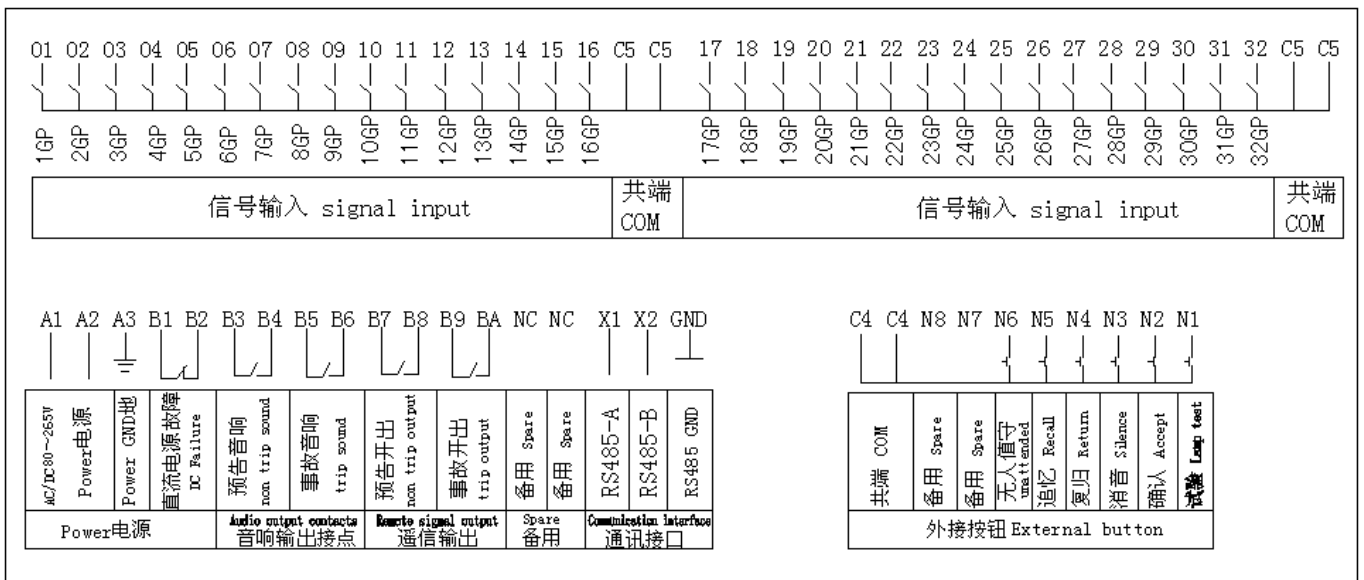 01 02 03 04 05 06 07 08 09 10 11 12 13 14 15 16 C5 C5 17 18 19 20 21 22 23 24 25 26 27 28 29 30 31 32 C5 C5
1GP 2GP 3GP 4GP 5GP 6GP 7GP 8GP 9GP 10GP 11GP 12GP 13GP 14GP 15GP 16GP 17GP 18GP 19GP 20GP 21GP 22GP 23GP 24GP 25GP 26GP 27GP 28GP 29GP 30GP 31GP 32GP
信号输入 signal input
共端
COM
信号输入 signal input
共端
COM
A1 A2 A3 B1 B2 B3 B4 B5 B6 B7 B8 B9 BA NC NC X1 X2 GND
AC/DC80~265V
Power电源
Power GND地
直流电源故障
DC Failure
预告音响
non trip sound
事故音响
trip sound
预告开出
non trip output
事故开出
trip output
备用 Spare
备用 Spare
RS485-A
RS485-B
RS485 GND
Power电源
Audio output contacts
音响输出接点
Remote signal output
遥信输出
Spare
备用
Communication interface
通讯接口
C4 C4 N8 N7 N6 N5 N4 N3 N2 N1
共端 COM
备用 Spare
备用 Spare
无人值守
unattended
追忆 Recall
复归 Return
消音 Silence
确认 Accept
试验 Lamp test
外接按钮 External button